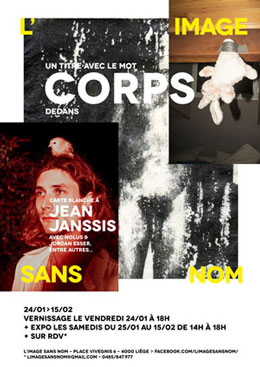 L' IMAGE
UN TITRE AVEC LE MOT
CORPS
DEDANS
CARTE BLANCHE À
JEAN
JANSSIS
AVEC NOLUS &
JORDAN ESSER,
ENTRE AUTRES...
SANS NOM
24/01>15/02
VERNISSAGE LE VENDREDI 24/01 À 18H
+ EXPO LES SAMEDIS DU 25/01 AU 15/02 DE 14H À 18H
+ SUR RDV*
L'IMAGE SANS NOM – PLACE VIVEGNIS 6 – 4000 LIÈGE > FACEBOOK.COM/LIMAGESANSNOM/
* LIMAGESANSNOM@GMAIL.COM – 0485/847977